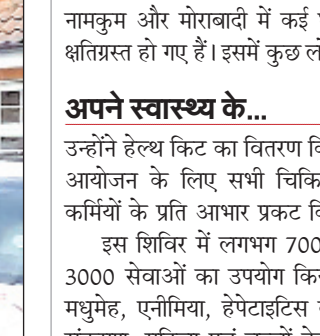 नामकुम और मोराबादी में कई
क्षतिग्रस्त हो गए हैं। इसमें कुछ
अपने स्वास्थ्य के...
उन्होंने हेल्थ किट का वितरण
आयोजन के लिए सभी
कर्मियों के प्रति आभार प्रकट
इस शिविर में लगभग 700
3000 सेवाओं का उपयोग
मधुमेह, एनीमिया, हेपेटाइटिस